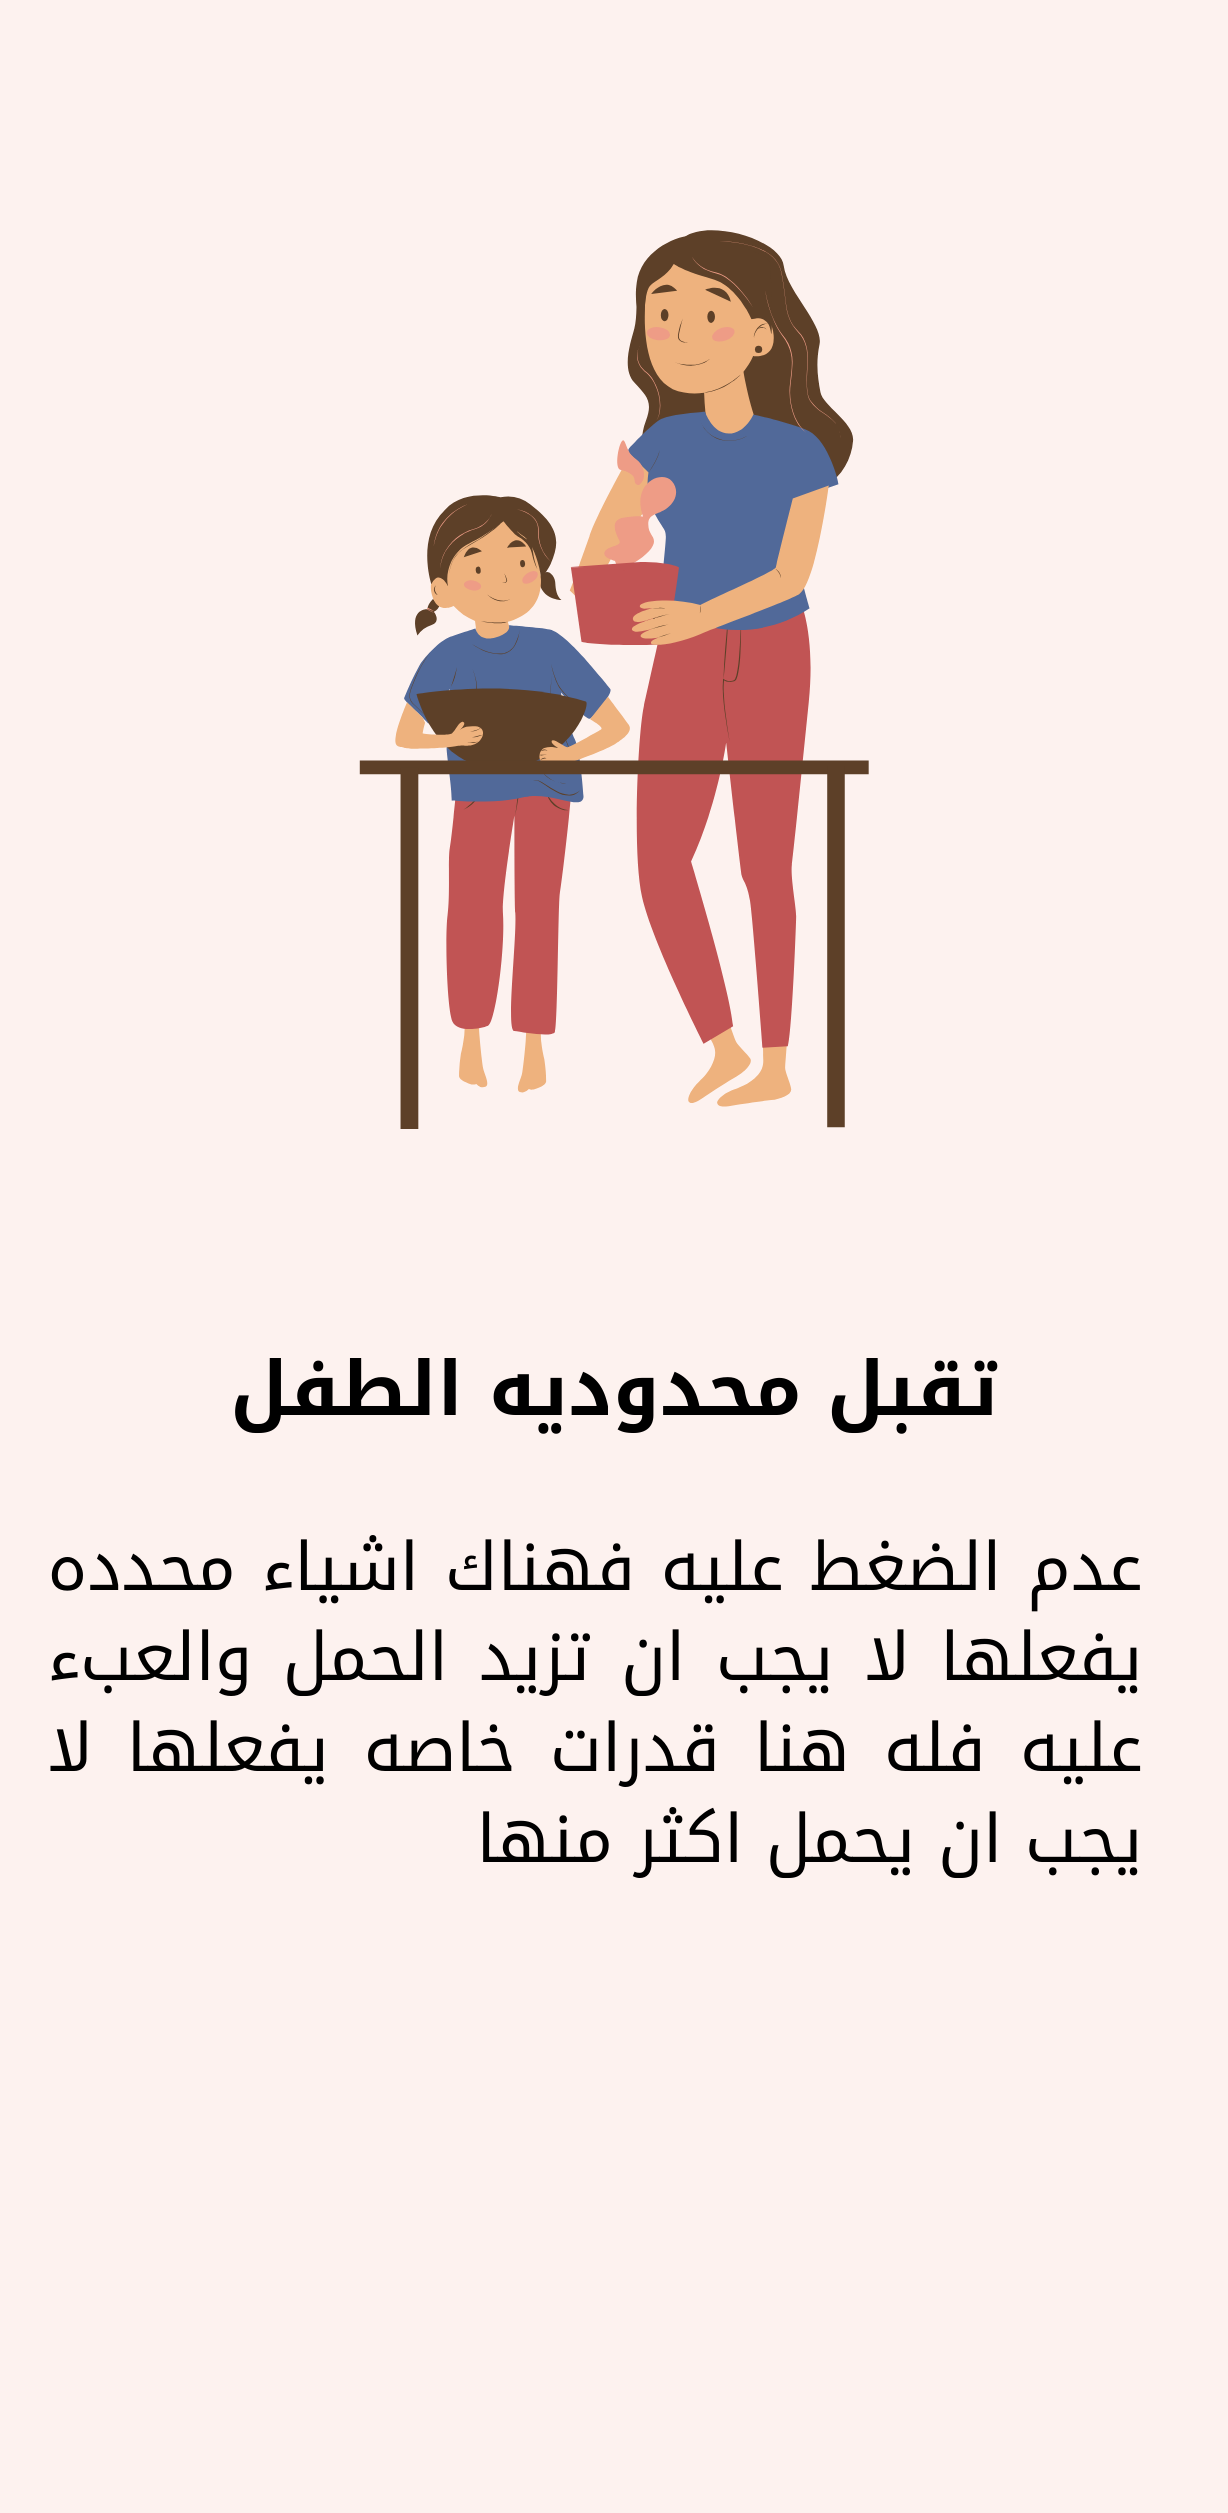 تقبل محدوديه الطفل
عدم الضغط عليه فهناك اشياء محدده
يفعلها لا يجب ان تزيد الحمل والعبء
عليه فله هنا قدرات خاصه يفعلها لا
يجب ان يحمل اكثر منها